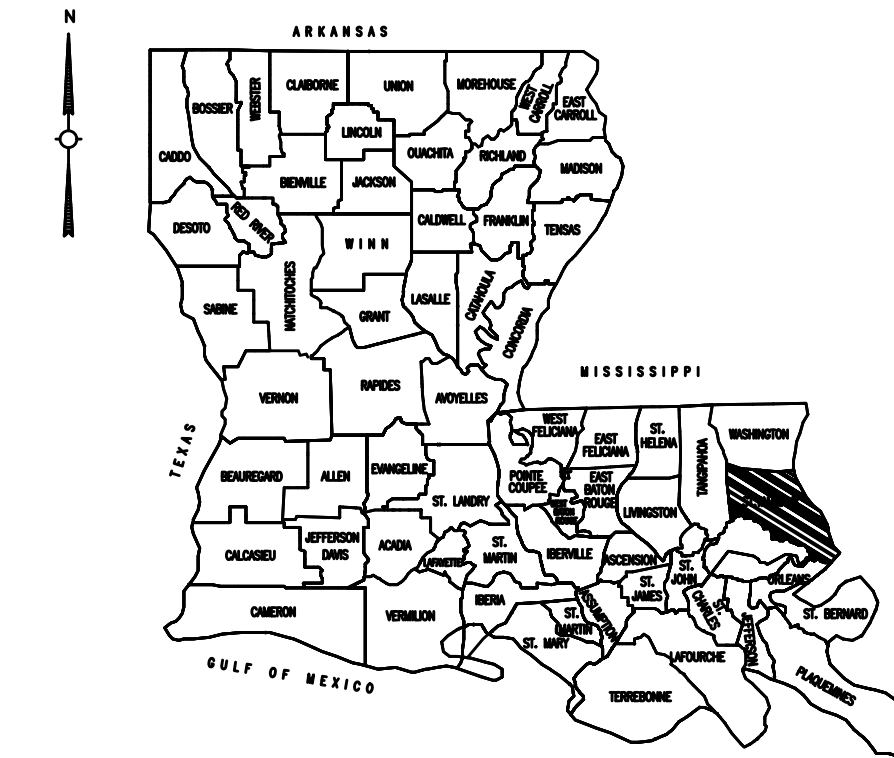 N
ARKANSAS
CADDO
BOSSIER
WEBSTER
CLAIBORNE
UNION
MOREHOUSE
WEST
CARROLL
EAST
CARROLL
LINCOLN
OUACHITA
RICHLAND
MADISON
BIENVILLE
JACKSON
DESOTO
RED RIVER
WINN
CALDWELL
FRANKLIN
TENSAS
SABINE
NATCHITOCHES
GRANT
LASALLE
CATAHOULA
CONCORDIA
MISSISSIPPI
VERNON
RAPIDES
AVOYELLES
TEXAS
WEST
FELICIANA
EAST
FELICIANA
ST.
HELENA
TANGIPAHOA
WASHINGTON
BEAUREGARD
ALLEN
EVANGELINE
ST. LANDRY
POINTE
COUPEE
EAST
BATON
ROUGE
LIVINGSTON
CALCASIEU
JEFFERSON
DAVIS
ACADIA
LAFAYETTE
ST.
MARTIN
IBERVILLE
ASCENSION
ST.
JOHN
ORLEANS
ST.
JAMES
CAMERON
VERMILION
IBERIA
ST.
MARTIN
ASSUMPTION
ST.
CHARLES
JEFFERSON
ST. BERNARD
ST. MARY
LAFOURCHE
PLAQUEMINES
TERREBONNE
GULF OF MEXICO